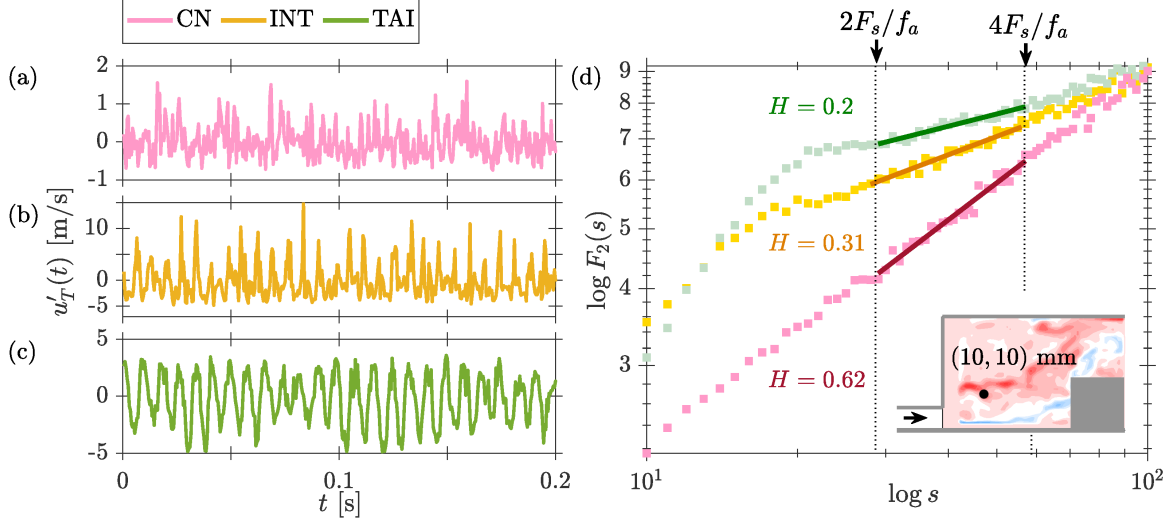 CN INT TAI
(a)
2
1
0
-1
(b)
10
0
-5
(c)
5
0
-5
u′_T(t) [m/s]
0 0.1 0.2
t [s]
2F_s/f_a 4F_s/f_a
(d)
9
8
7
6
5
4
3
log F_2(s)
H = 0.2
H = 0.31
H = 0.62
(10, 10) mm
10^1 10^2
log s